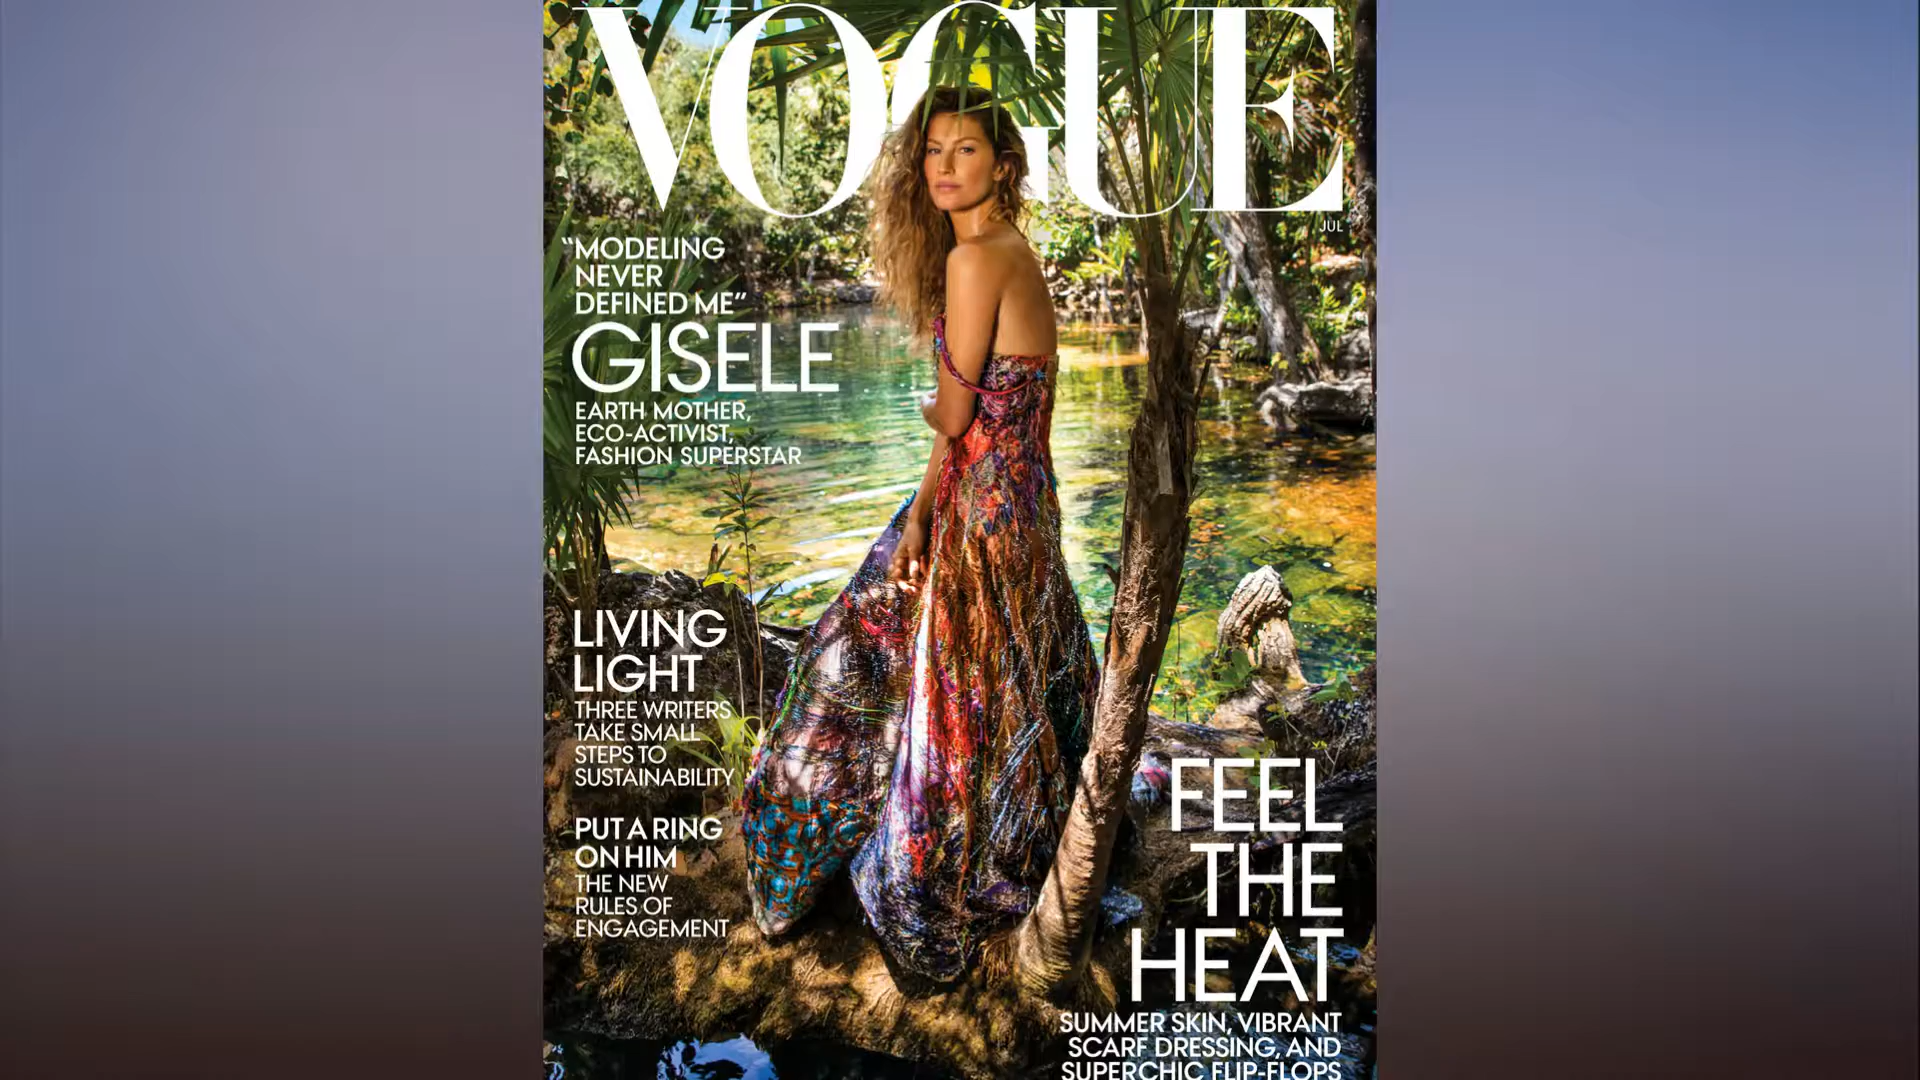 VOGUE
JUL
“MODELING
NEVER
DEFINED ME”
GISELE
EARTH MOTHER,
ECO-ACTIVIST,
FASHION SUPERSTAR
LIVING
LIGHT
THREE WRITERS
TAKE SMALL
STEPS TO
SUSTAINABILITY
PUT A RING
ON HIM
THE NEW
RULES OF
ENGAGEMENT
FEEL
THE
HEAT
SUMMER SKIN, VIBRANT
SCARF DRESSING, AND
SUPERCHIC FLIP-FLOPS